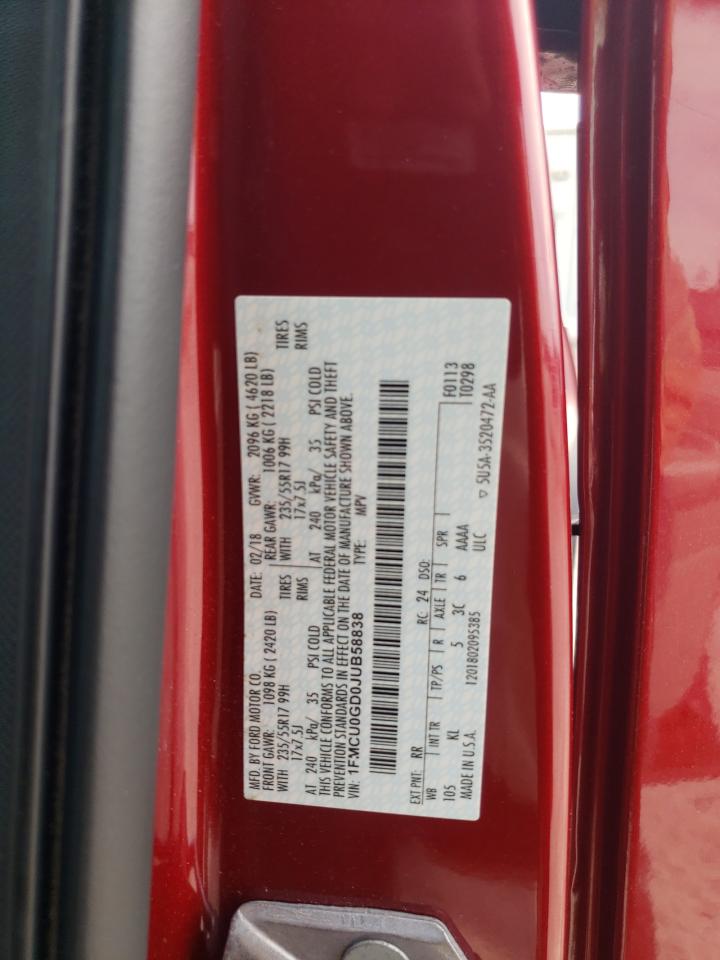 MFD. BY FORD MOTOR CO. DATE: 02/18 GVWR: 2096 KG ( 4620 LB)
FRONT GAWR: 1098 KG ( 2420 LB) REAR GAWR: 1006 KG ( 2218 LB)
WITH 235/55R17 99H TIRES WITH 235/55R17 99H TIRES
17x7.5J RIMS 17x7.5J RIMS
AT 240 kPa/ 35 PSI COLD AT 240 kPa/ 35 PSI COLD
THIS VEHICLE CONFORMS TO ALL APPLICABLE FEDERAL MOTOR VEHICLE SAFETY AND THEFT
PREVENTION STANDARDS IN EFFECT ON THE DATE OF MANUFACTURE SHOWN ABOVE.
VIN: 1FMCU0GD0JUB58838 TYPE: MPV
EXT PNT: RR RC: 24 DSO: F0113
WB INT TR TP/PS R AXLE TR SPR T0298
105 KL 5 3C 6 AAAA
MADE IN U.S.A. 1201802095385 ULC ▽ 5U5A-3520472-AA